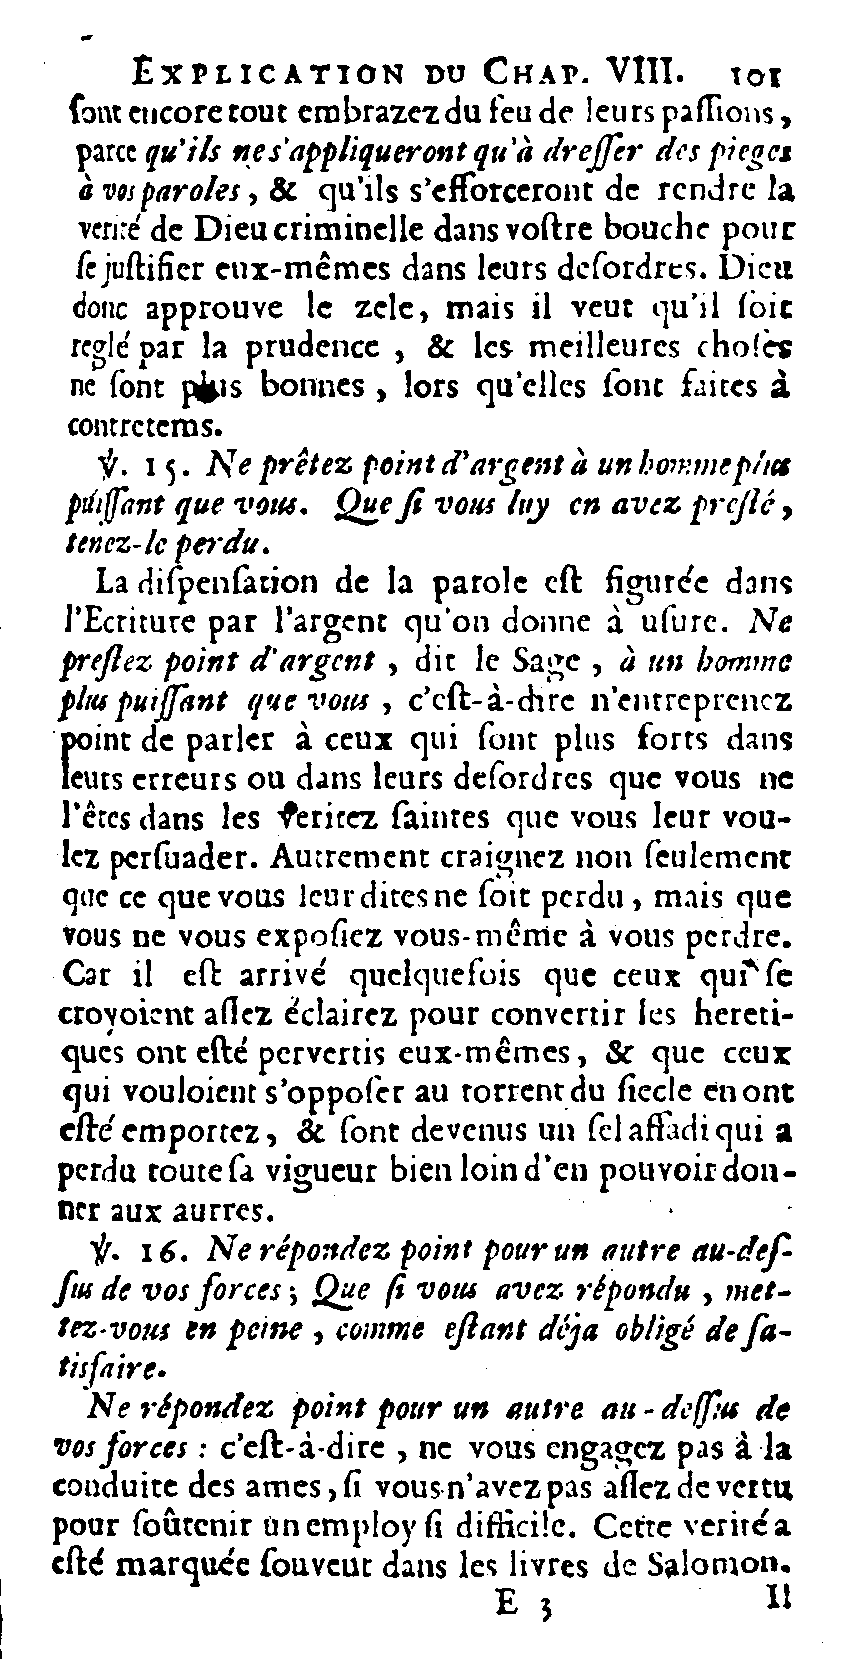 EXPLICATION DU CHAP. VIII. 101
ſont encore tout embrazez du feu de leurs paſſions,
parce qu'ils ne s'appliqueront qu'à dreſſer des pieges
à vos paroles, & qu'ils s'efforceront de rendre la
verité de Dieu criminelle dans voſtre bouche pour
ſe juſtifier eux-mêmes dans leurs deſordres. Dieu
donc approuve le zele, mais il veut qu'il ſoit
reglé par la prudence, & les meilleures choſes
ne ſont plus bonnes, lors qu'elles ſont faites à
contretems.
℣. 15. Ne prêtez point d'argent à un homme plus
puiſſant que vous. Que ſi vous luy en avez preſté,
tenez-le perdu.
La diſpenſation de la parole eſt figurée dans
l'Ecriture par l'argent qu'on donne à uſure. Ne
preſtez point d'argent, dit le Sage, à un homme
plus puiſſant que vous, c'eſt-à-dire n'entreprenez
point de parler à ceux qui ſont plus forts dans
leurs erreurs ou dans leurs deſordres que vous ne
l'êtes dans les veritez ſaintes que vous leur vou-
lez perſuader. Autrement craignez non ſeulement
que ce que vous leur dites ne ſoit perdu, mais que
vous ne vous expoſiez vous-même à vous perdre.
Car il eſt arrivé quelquefois que ceux qui ſe
croyoient aſſez éclairez pour convertir les hereti-
ques ont eſté pervertis eux-mêmes, & que ceux
qui vouloient s'oppoſer au torrent du ſiecle en ont
eſté emportez, & ſont devenus un ſel affadi qui a
perdu toute ſa vigueur bien loin d'en pouvoir don-
ner aux autres.
℣. 16. Ne répondez point pour un autre au-deſ-
ſus de vos forces; Que ſi vous avez répondu, met-
tez-vous en peine, comme eſtant déja obligé de ſa-
tisfaire.
Ne répondez point pour un autre au-deſſus de
vos forces : c'eſt-à-dire, ne vous engagez pas à la
conduite des ames, ſi vous n'avez pas aſſez de vertu
pour ſoûtenir un employ ſi difficile. Cette verité a
eſté marquée ſouvent dans les livres de Salomon.
E 3 Il